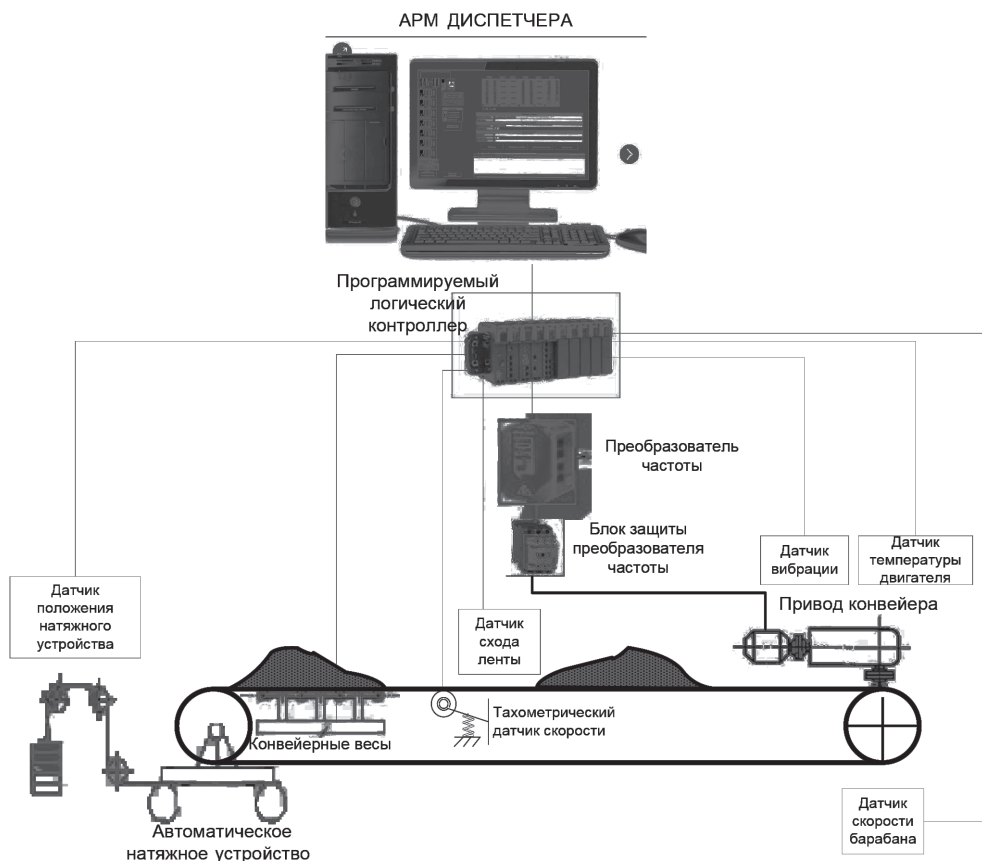 АРМ ДИСПЕТЧЕРА
Программируемый
логический
контроллер
Преобразователь
частоты
Блок защиты
преобразователя
частоты
Датчик
вибрации
Датчик
температуры
двигателя
Датчик
положения
натяжного
устройства
Привод конвейера
Датчик
схода
ленты
Тахометрический
датчик скорости
Конвейерные весы
Датчик
скорости
барабана
Автоматическое
натяжное устройство